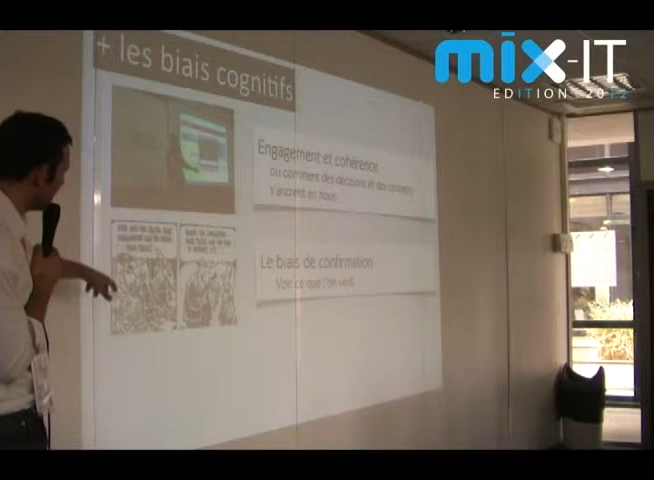 mix-IT
EDITION 2012
+ les biais cognitifs
Engagement et cohérence
ou comment des décisions et des concepts
s'ancrent en nous
Le biais de confirmation
Voir ce que l'on veut